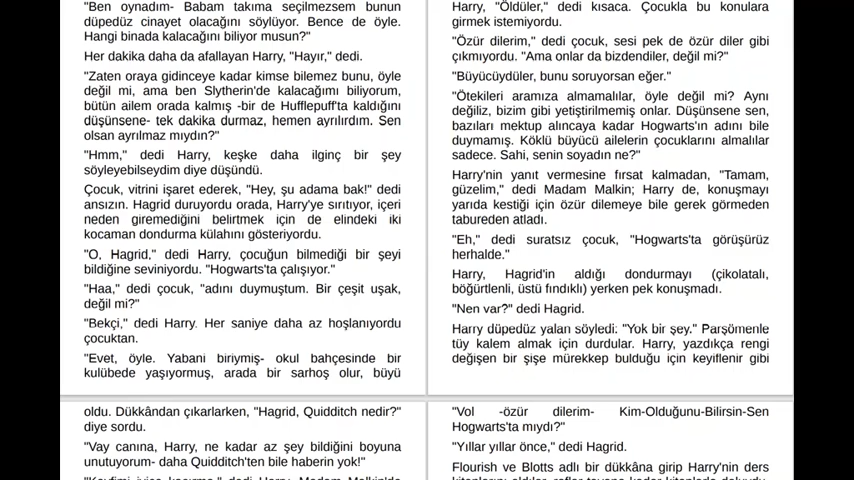 "Ben oynadım- Babam takıma seçilmezsem bunun
düpedüz cinayet olacağını söylüyor. Bence de öyle.
Hangi binada kalacağını biliyor musun?"
Her dakika daha da afallayan Harry, "Hayır," dedi.
"Zaten oraya gidinceye kadar kimse bilemez bunu, öyle
değil mi, ama ben Slytherin'de kalacağımı biliyorum,
bütün ailem orada kalmış -bir de Hufflepuff'ta kaldığını
düşünsene- tek dakika durmaz, hemen ayrılırdım. Sen
olsan ayrılmaz mıydın?"
"Hmm," dedi Harry, keşke daha ilginç bir şey
söyleyebilseydim diye düşündü.
Çocuk, vitrini işaret ederek, "Hey, şu adama bak!" dedi
ansızın. Hagrid duruyordu orada, Harry'ye sırıtıyor, içeri
neden giremediğini belirtmek için de elindeki iki
kocaman dondurma külahını gösteriyordu.
"O, Hagrid," dedi Harry, çocuğun bilmediği bir şeyi
bildiğine seviniyordu. "Hogwarts'ta çalışıyor."
"Haa," dedi çocuk, "adını duymuştum. Bir çeşit uşak,
değil mi?"
"Bekçi," dedi Harry. Her saniye daha az hoşlanıyordu
çocuktan.
"Evet, öyle. Yabani biriymiş- okul bahçesinde bir
kulübede yaşıyormuş, arada bir sarhoş olur, büyü
Harry, "Öldüler," dedi kısaca. Çocukla bu konulara
girmek istemiyordu.
"Özür dilerim," dedi çocuk, sesi pek de özür diler gibi
çıkmıyordu. "Ama onlar da bizdendiler, değil mi?"
"Büyücüydüler, bunu soruyorsan eğer."
"Ötekileri aramıza almamalılar, öyle değil mi? Aynı
değiliz, bizim gibi yetiştirilmemiş onlar. Düşünsene sen,
bazıları mektup alıncaya kadar Hogwarts'ın adını bile
duymamış. Köklü büyücü ailelerin çocuklarını almalılar
sadece. Sahi, senin soyadın ne?"
Harry'nin yanıt vermesine fırsat kalmadan, "Tamam,
güzelim," dedi Madam Malkin; Harry de, konuşmayı
yarıda kestiği için özür dilemeye bile gerek görmeden
tabureden atladı.
"Eh," dedi suratsız çocuk, "Hogwarts'ta görüşürüz
herhalde."
Harry, Hagrid'in aldığı dondurmayı (çikolatalı,
böğürtlenli, üstü fındıklı) yerken pek konuşmadı.
"Nen var?" dedi Hagrid.
Harry düpedüz yalan söyledi: "Yok bir şey." Parşömenle
tüy kalem almak için durdular. Harry, yazdıkça rengi
değişen bir şişe mürekkep bulduğu için keyiflenir gibi
oldu. Dükkândan çıkarlarken, "Hagrid, Quidditch nedir?"
diye sordu.
"Vay canına, Harry, ne kadar az şey bildiğini boyuna
unutuyorum- daha Quidditch'ten bile haberin yok!"
"Vol -özür dilerim- Kim-Olduğunu-Bilirsin-Sen
Hogwarts'ta mıydı?"
"Yıllar yıllar önce," dedi Hagrid.
Flourish ve Blotts adlı bir dükkâna girip Harry'nin ders